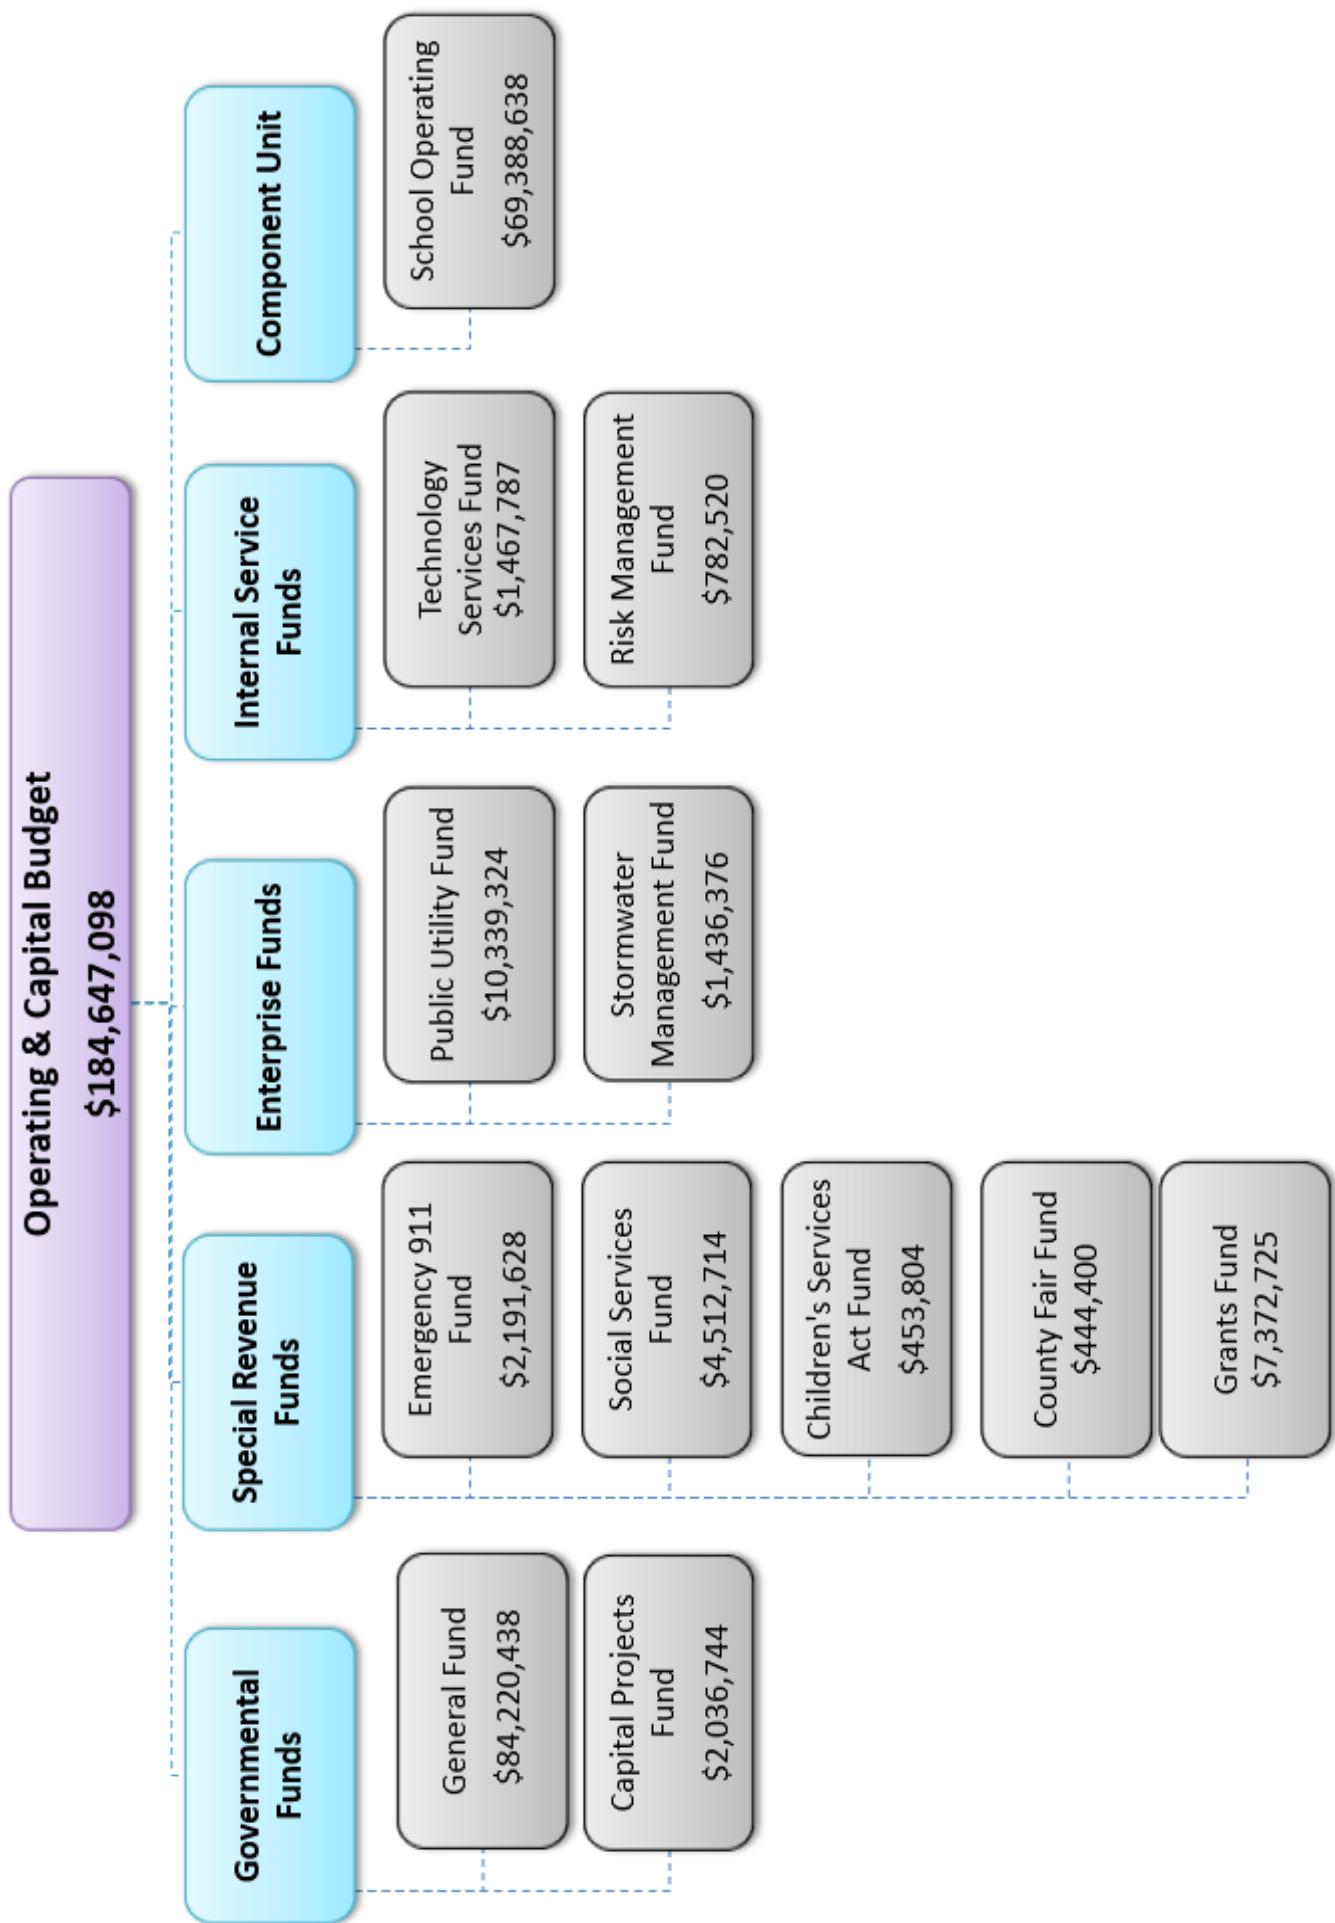 Operating & Capital Budget
$184,647,098
Governmental
Funds
General Fund
$84,220,438
Capital Projects
Fund
$2,036,744
Special Revenue
Funds
Emergency 911
Fund
$2,191,628
Social Services
Fund
$4,512,714
Children's Services
Act Fund
$453,804
County Fair Fund
$444,400
Grants Fund
$7,372,725
Enterprise Funds
Public Utility Fund
$10,339,324
Stormwater
Management Fund
$1,436,376
Internal Service
Funds
Technology
Services Fund
$1,467,787
Risk Management
Fund
$782,520
Component Unit
School Operating
Fund
$69,388,638